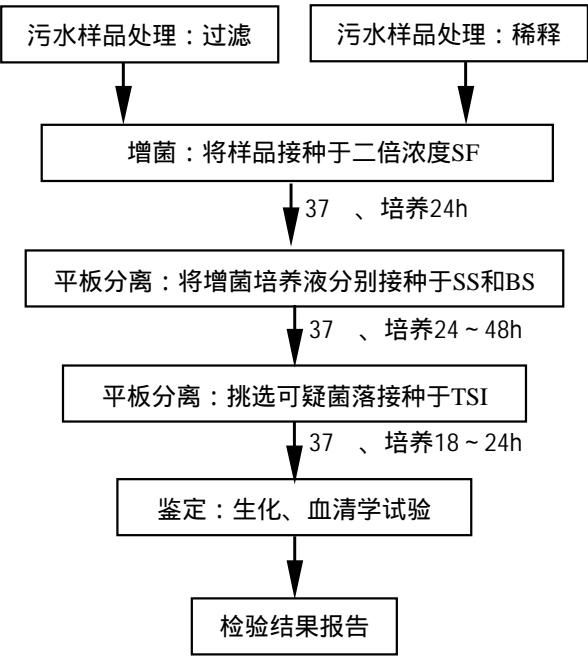 污水样品处理：过滤
污水样品处理：稀释
增菌：将样品接种于二倍浓度SF
37 、培养24h
平板分离：将增菌培养液分别接种于SS和BS
37 、培养24～48h
平板分离：挑选可疑菌落接种于TSI
37 、培养18～24h
鉴定：生化、血清学试验
检验结果报告